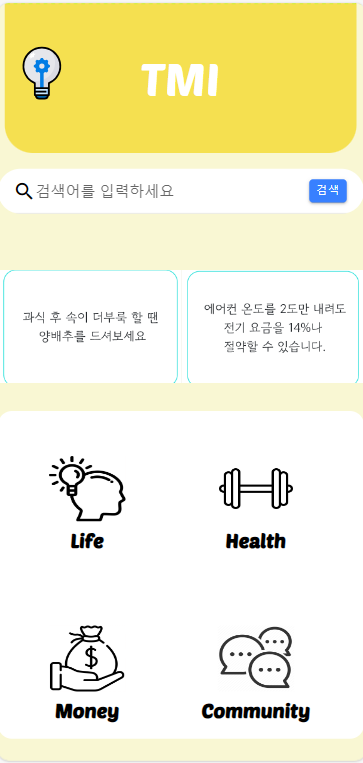 TMI
검색어를 입력하세요
검색
과식 후 속이 더부룩 할 땐
양배추를 드셔보세요
에어컨 온도를 2도만 내려도
전기 요금을 14%나
절약할 수 있습니다.
Life
Health
Money
Community